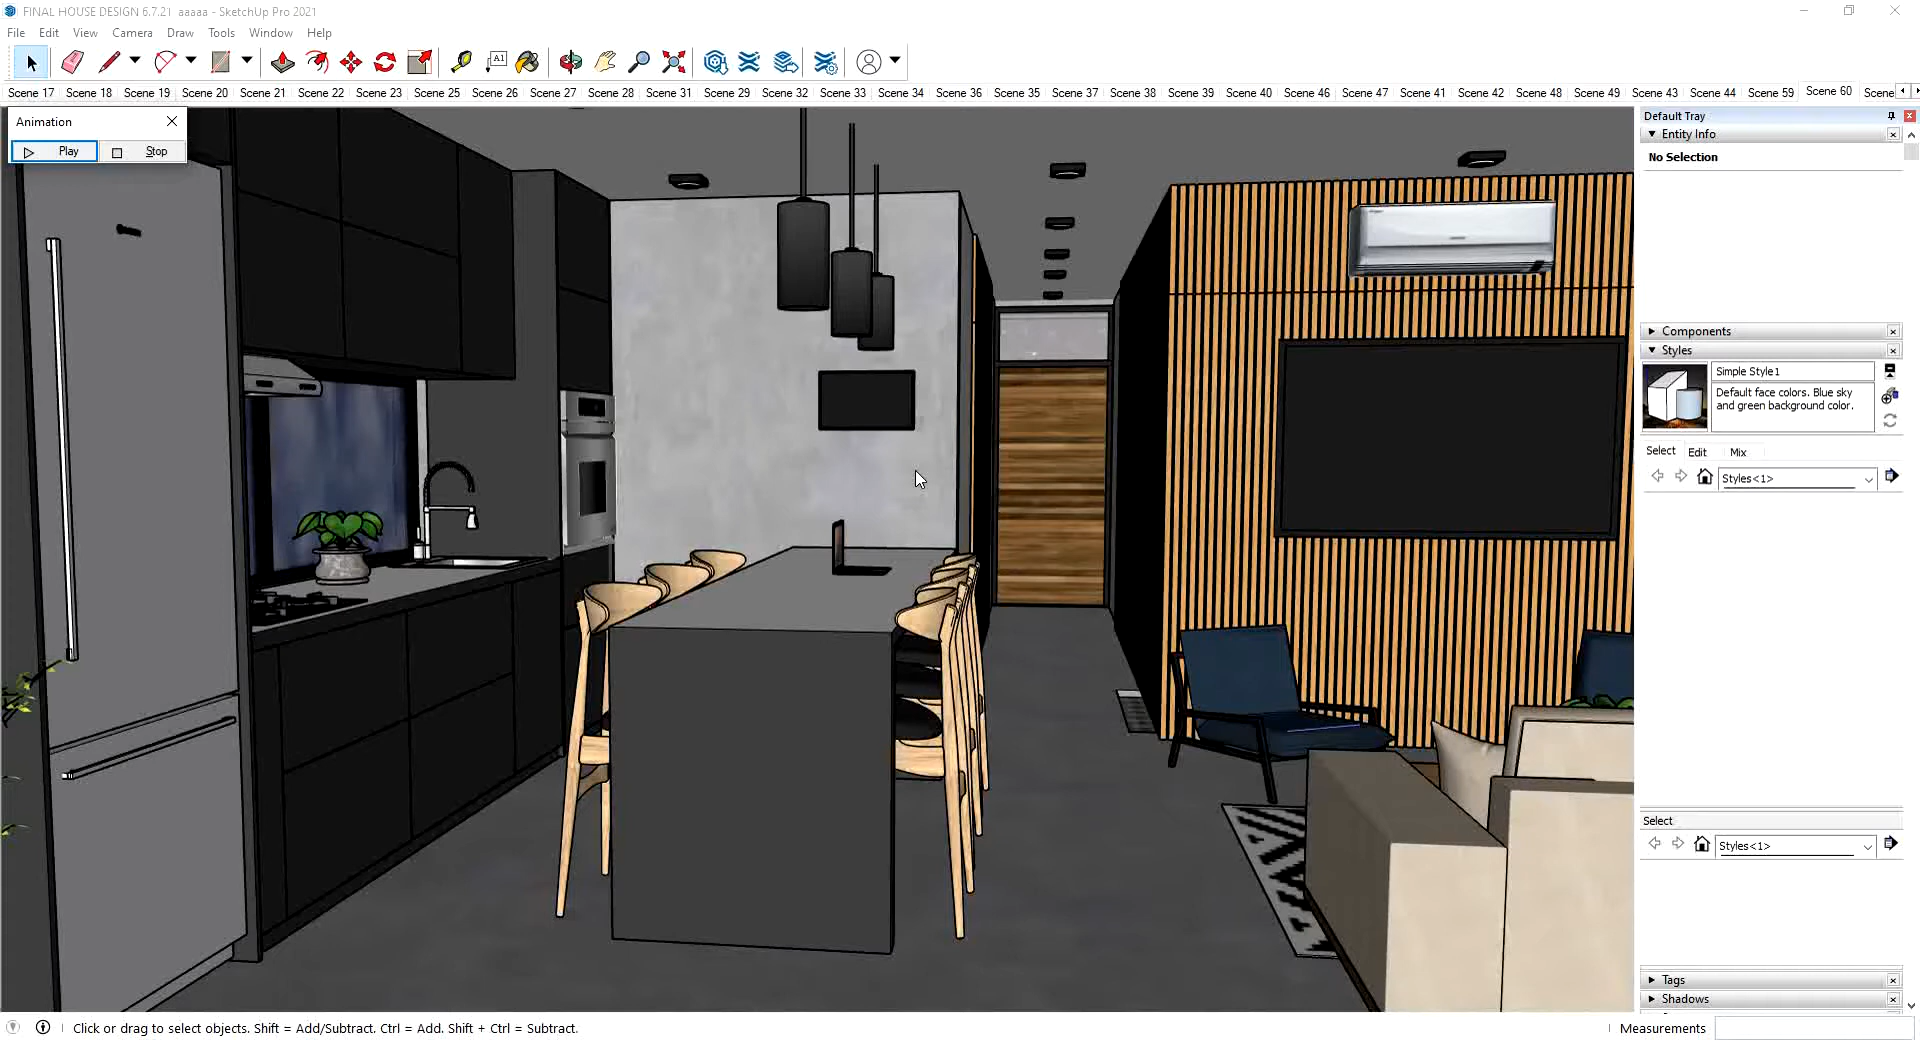 FINAL HOUSE DESIGN 6.7.21 aaaaa - SketchUp Pro 2021
File Edit View Camera Draw Tools Window Help
A1
Scene 17 Scene 18 Scene 19 Scene 20 Scene 21 Scene 22 Scene 23 Scene 25 Scene 26 Scene 27 Scene 28 Scene 31 Scene 29 Scene 32 Scene 33 Scene 34 Scene 36 Scene 35 Scene 37 Scene 38 Scene 39 Scene 40 Scene 46 Scene 47 Scene 41 Scene 42 Scene 48 Scene 49 Scene 43 Scene 44 Scene 59 Scene 60 Scene
Animation
Play Stop
Default Tray
Entity Info
No Selection
Components
Styles
Simple Style1
Default face colors. Blue sky
and green background color.
Select Edit Mix
Styles<1>
Select
Styles<1>
Tags
Shadows
Click or drag to select objects. Shift = Add/Subtract. Ctrl = Add. Shift + Ctrl = Subtract.
Measurements